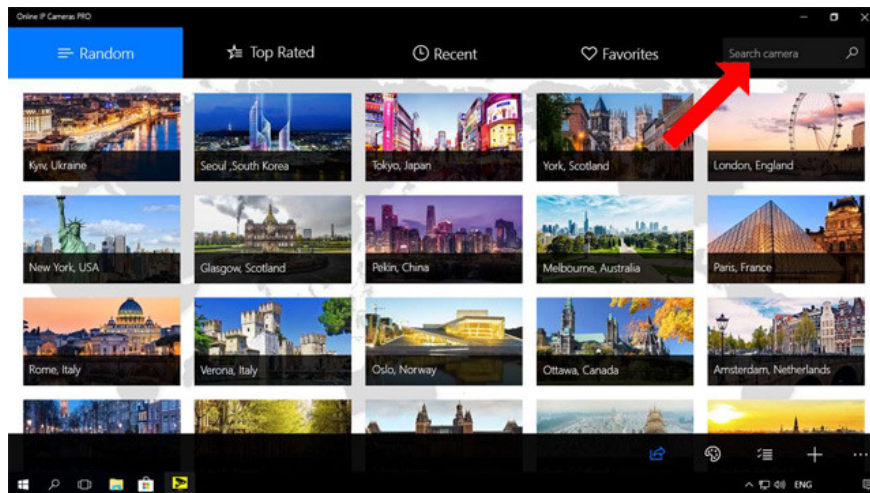 Online IP Cameras PRO
Random Top Rated Recent Favorites Search camera
Kyiv, Ukraine Seoul ,South Korea Tokyo, Japan York, Scotland London, England
New York, USA Glasgow, Scotland Pekin, China Melbourne, Australia Paris, France
Rome, Italy Verona, Italy Oslo, Norway Ottawa, Canada Amsterdam, Netherlands
ENG